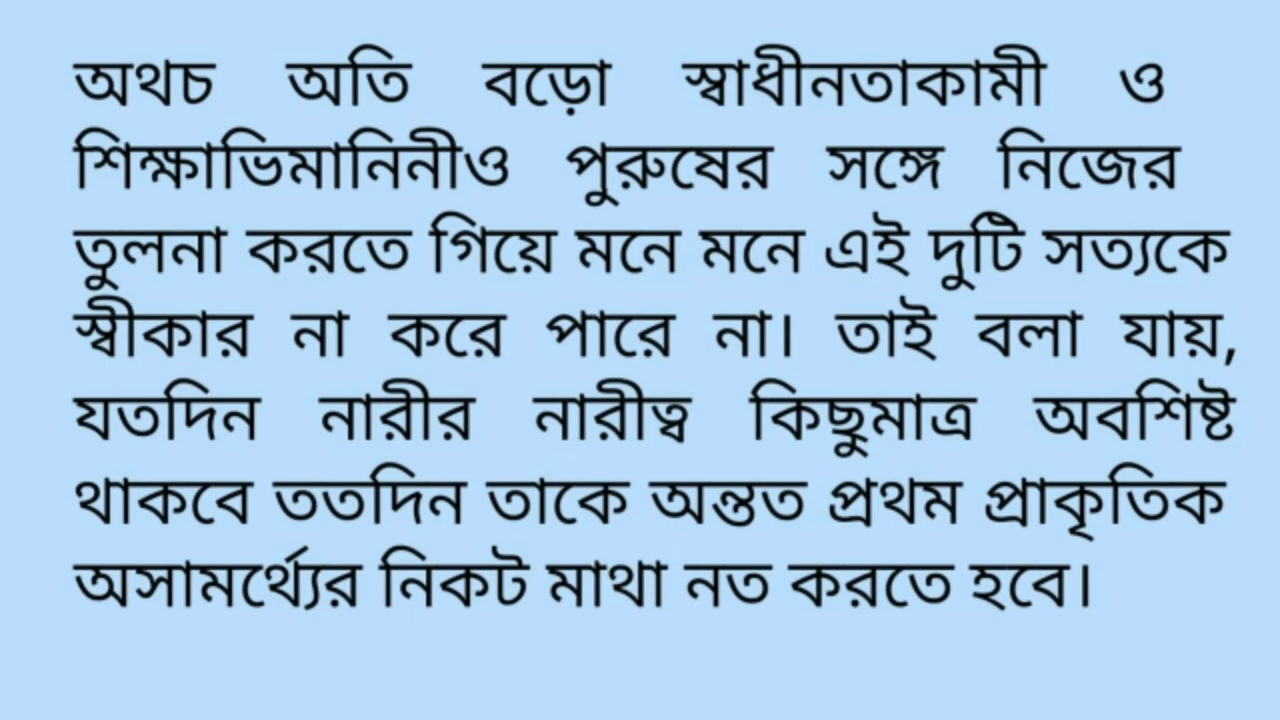 অথচ অতি বড়ো স্বাধীনতাকামী ও
শিক্ষাভিমানিনীও পুরুষের সঙ্গে নিজের
তুলনা করতে গিয়ে মনে মনে এই দুটি সত্যকে
স্বীকার না করে পারে না। তাই বলা যায়,
যতদিন নারীর নারীত্ব কিছুমাত্র অবশিষ্ট
থাকবে ততদিন তাকে অন্তত প্রথম প্রাকৃতিক
অসামর্থ্যের নিকট মাথা নত করতে হবে।